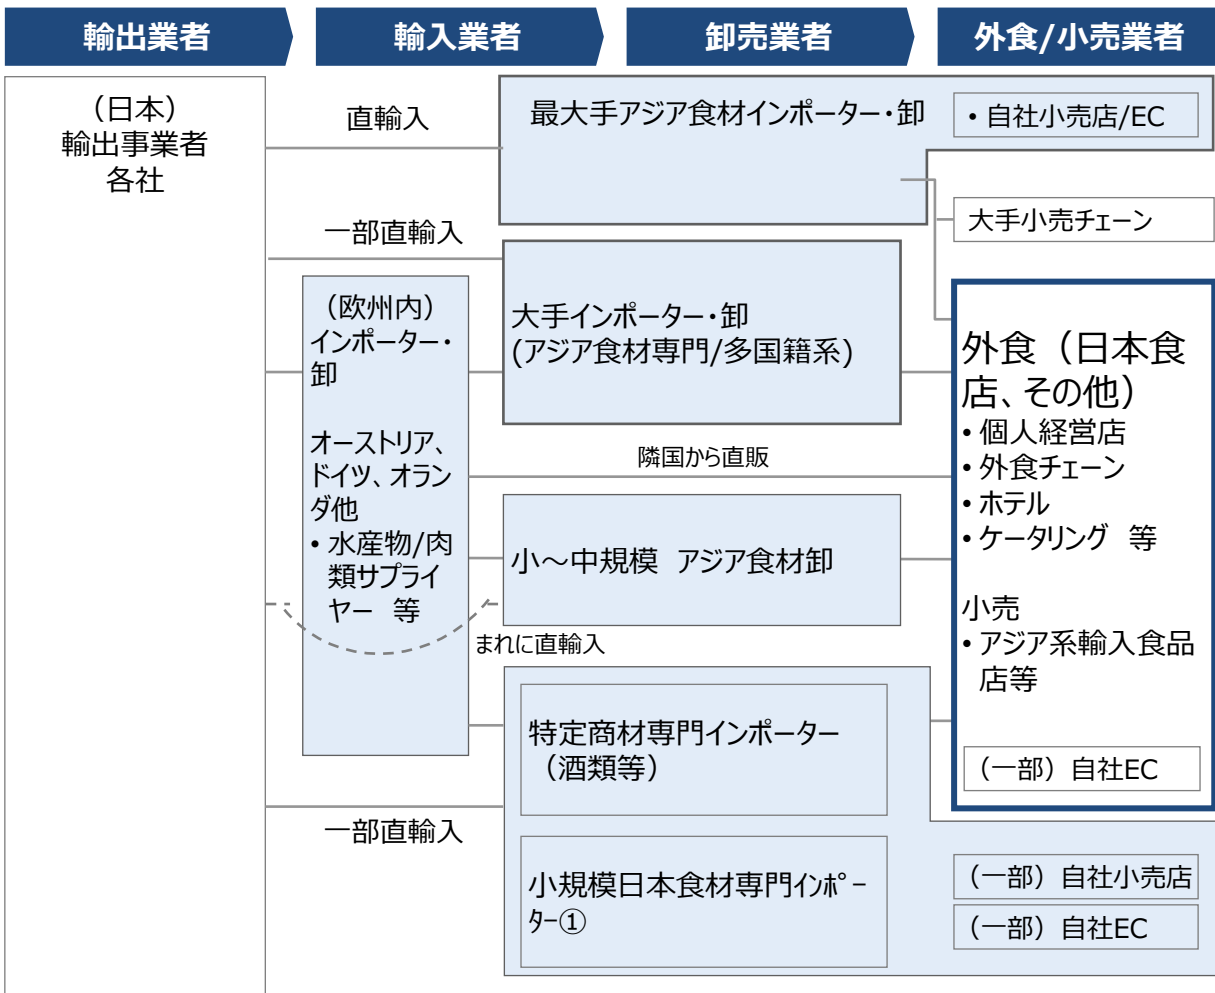 輸出業者
輸入業者
卸売業者
外食/小売業者
（日本）
輸出事業者
各社
直輸入
最大手アジア食材インポーター・卸
• 自社小売店/EC
大手小売チェーン
一部直輸入
（欧州内）
インポーター・
卸
オーストリア、
ドイツ、オラン
ダ他
• 水産物/肉
類サプライ
ヤー 等
大手インポーター・卸
(アジア食材専門/多国籍系)
隣国から直販
小～中規模 アジア食材卸
まれに直輸入
外食（日本食
店、その他）
• 個人経営店
• 外食チェーン
• ホテル
• ケータリング 等
小売
• アジア系輸入食品
店等
（一部）自社EC
特定商材専門インポーター
（酒類等）
一部直輸入
小規模日本食材専門ｲﾝﾎﾟｰ
ﾀｰ①
（一部）自社小売店
（一部）自社EC